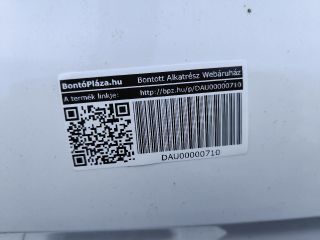 BontóPláza.hu Bontott Alkatrész Webáruház
A termék linkje: http://bpz.hu/p/DAU00000710
DAU00000710